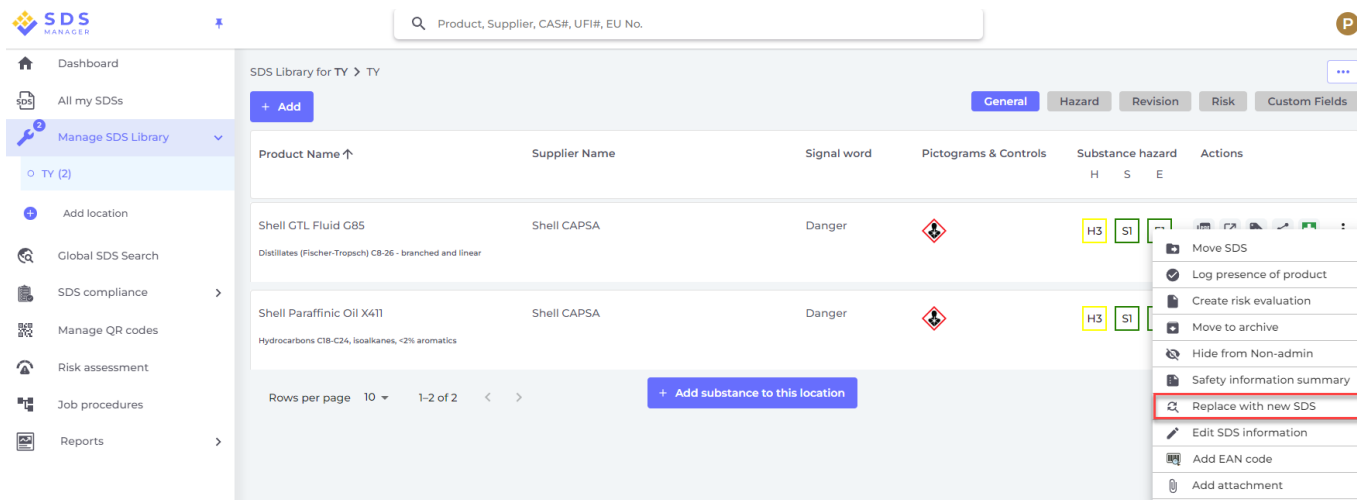 SDS
MANAGER
Product, Supplier, CAS#, UFI#, EU No.
P
Dashboard
SDS
All my SDSs
2
Manage SDS Library
TY (2)
Add location
Global SDS Search
SDS compliance
Manage QR codes
Risk assessment
Job procedures
Reports
SDS Library for TY > TY
+ Add
General Hazard Revision Risk Custom Fields
Product Name Supplier Name Signal word Pictograms & Controls Substance hazard Actions
H S E
Shell GTL Fluid G85 Shell CAPSA Danger H3 S1
Distillates (Fischer-Tropsch) C8-26 - branched and linear
Shell Paraffinic Oil X411 Shell CAPSA Danger H3 S1
Hydrocarbons C18-C24, isoalkanes, <2% aromatics
Rows per page 10 1–2 of 2
+ Add substance to this location
Move SDS
Log presence of product
Create risk evaluation
Move to archive
Hide from Non-admin
Safety information summary
Replace with new SDS
Edit SDS information
Add EAN code
Add attachment